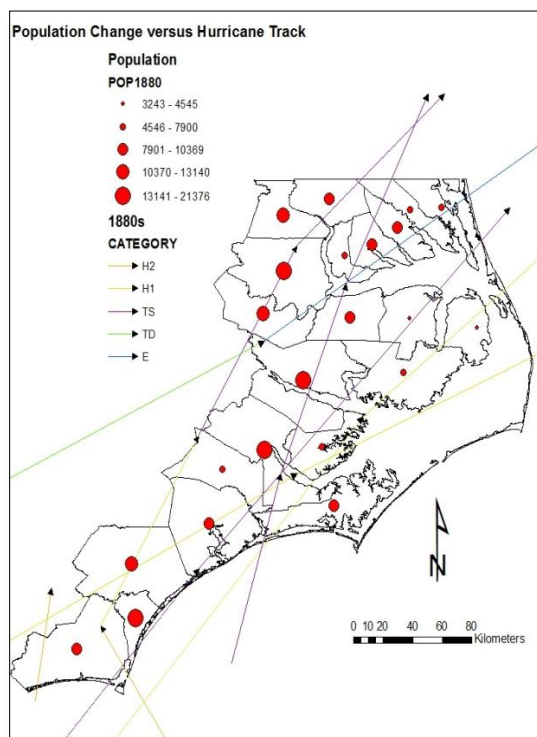 Population Change versus Hurricane Track
Population
POP1880
3243 - 4545
4546 - 7900
7901 - 10369
10370 - 13140
13141 - 21376
1880s
CATEGORY
H2
H1
TS
TD
E
N
0 10 20 40 60 80
Kilometers